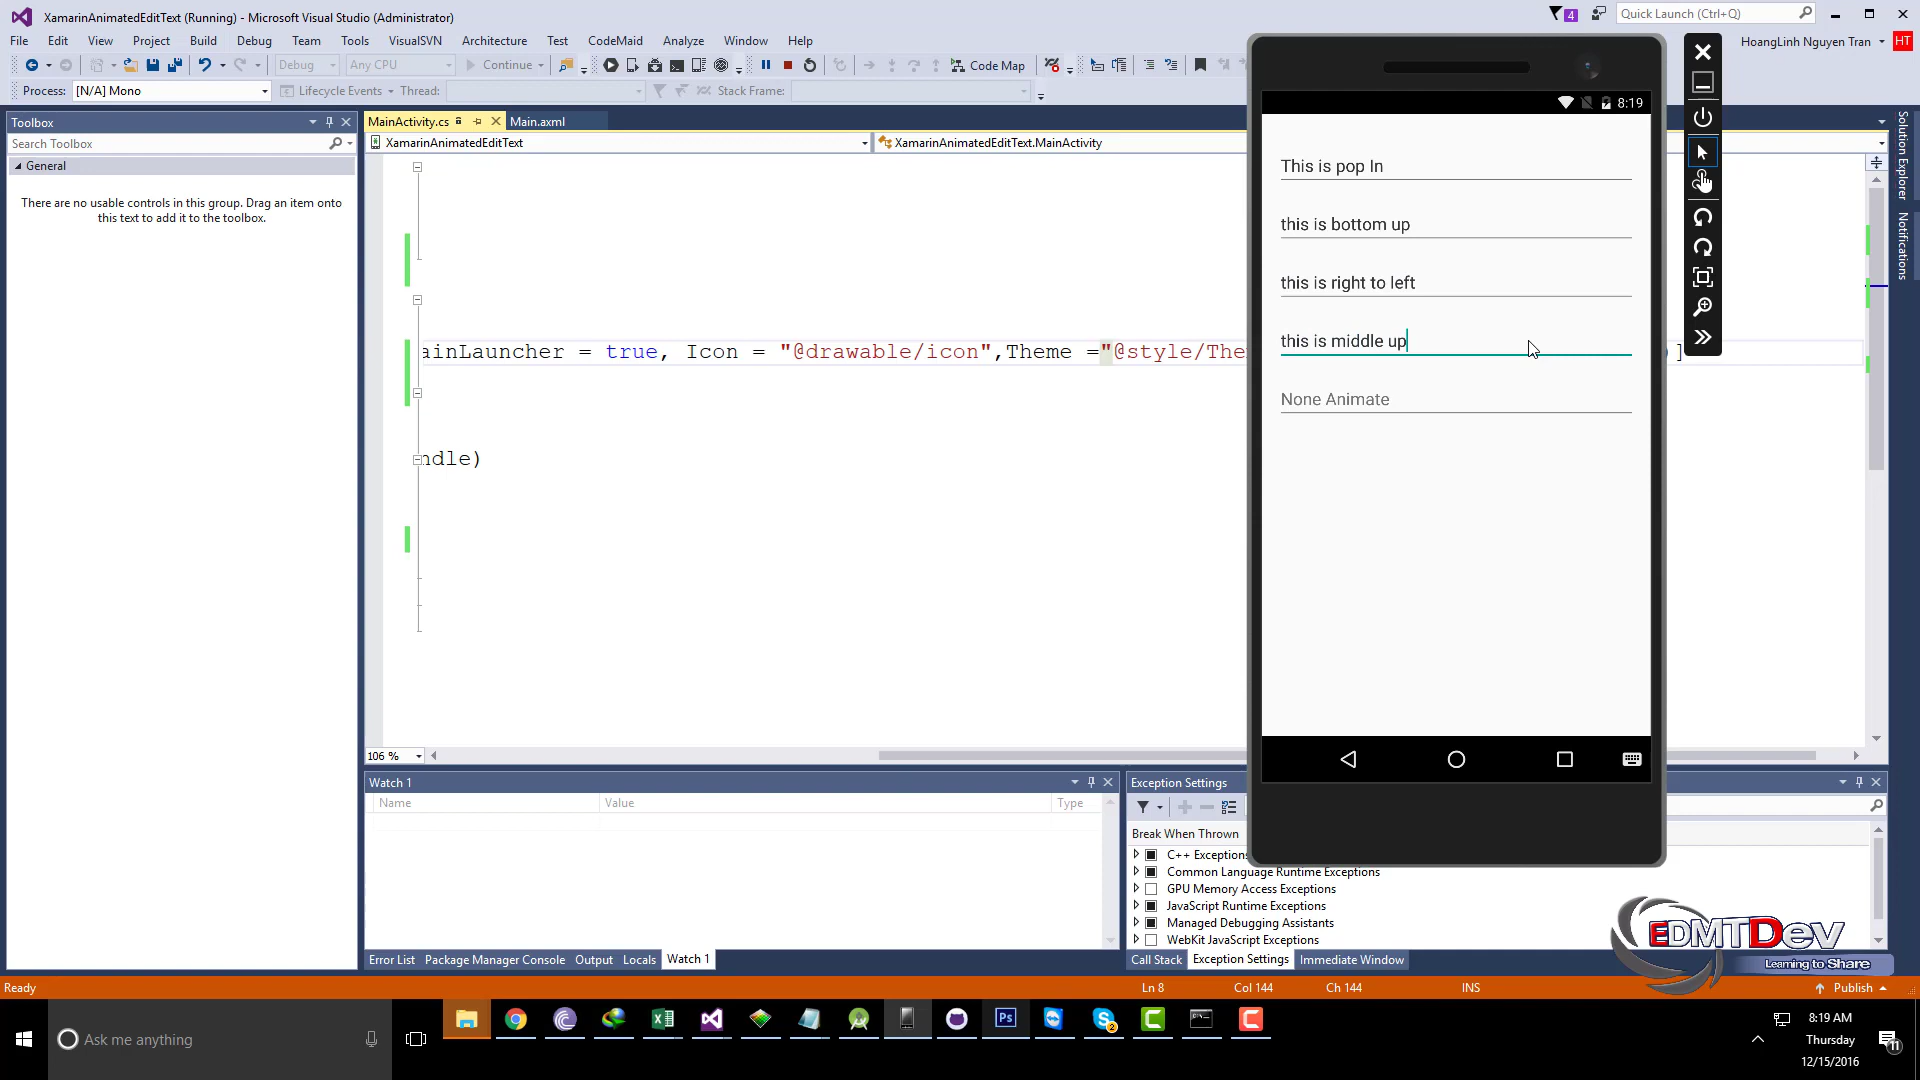 XamarinAnimatedEditText (Running) - Microsoft Visual Studio (Administrator)
4
Quick Launch (Ctrl+Q)
File Edit View Project Build Debug Team Tools VisualSVN Architecture Test CodeMaid Analyze Window Help
HoangLinh Nguyen Tran HT
Debug Any CPU Continue Code Map
Process: [N/A] Mono Lifecycle Events Thread: Stack Frame:
Toolbox
MainActivity.cs Main.axml
Search Toolbox
XamarinAnimatedEditText XamarinAnimatedEditText.MainActivity
General
There are no usable controls in this group. Drag an item onto
this text to add it to the toolbox.
ainLauncher = true, Icon = "@drawable/icon",Theme ="@style/The
]
ndle)
8:19
This is pop In
this is bottom up
this is right to left
this is middle up
None Animate
Solution Explorer
Notifications
106 %
Watch 1
Name Value Type
Exception Settings
Break When Thrown
C++ Exceptions
Common Language Runtime Exceptions
GPU Memory Access Exceptions
JavaScript Runtime Exceptions
Managed Debugging Assistants
WebKit JavaScript Exceptions
Error List Package Manager Console Output Locals Watch 1
Call Stack Exception Settings Immediate Window
EDMTDev
Learning to Share
Ready Ln 8 Col 144 Ch 144 INS Publish
Ask me anything
Ps
2
8:19 AM
Thursday
12/15/2016
11